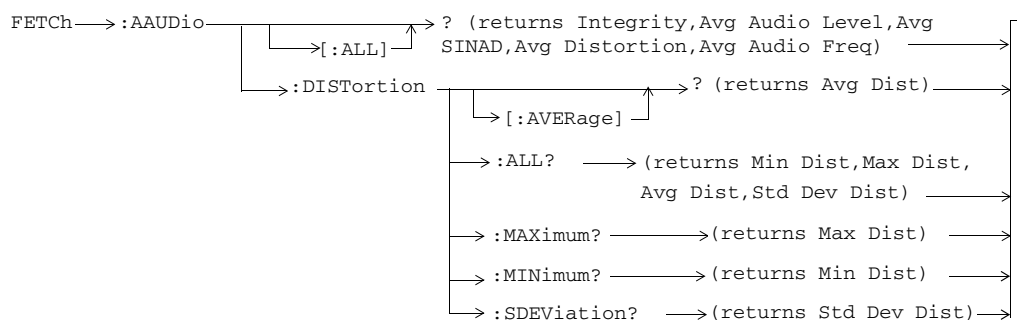 FETCh :AAUDio ? (returns Integrity,Avg Audio Level,Avg
[:ALL] SINAD,Avg Distortion,Avg Audio Freq)
:DISTortion ? (returns Avg Dist)
[:AVERage]
:ALL? (returns Min Dist,Max Dist,
Avg Dist,Std Dev Dist)
:MAXimum? (returns Max Dist)
:MINimum? (returns Min Dist)
:SDEViation? (returns Std Dev Dist)